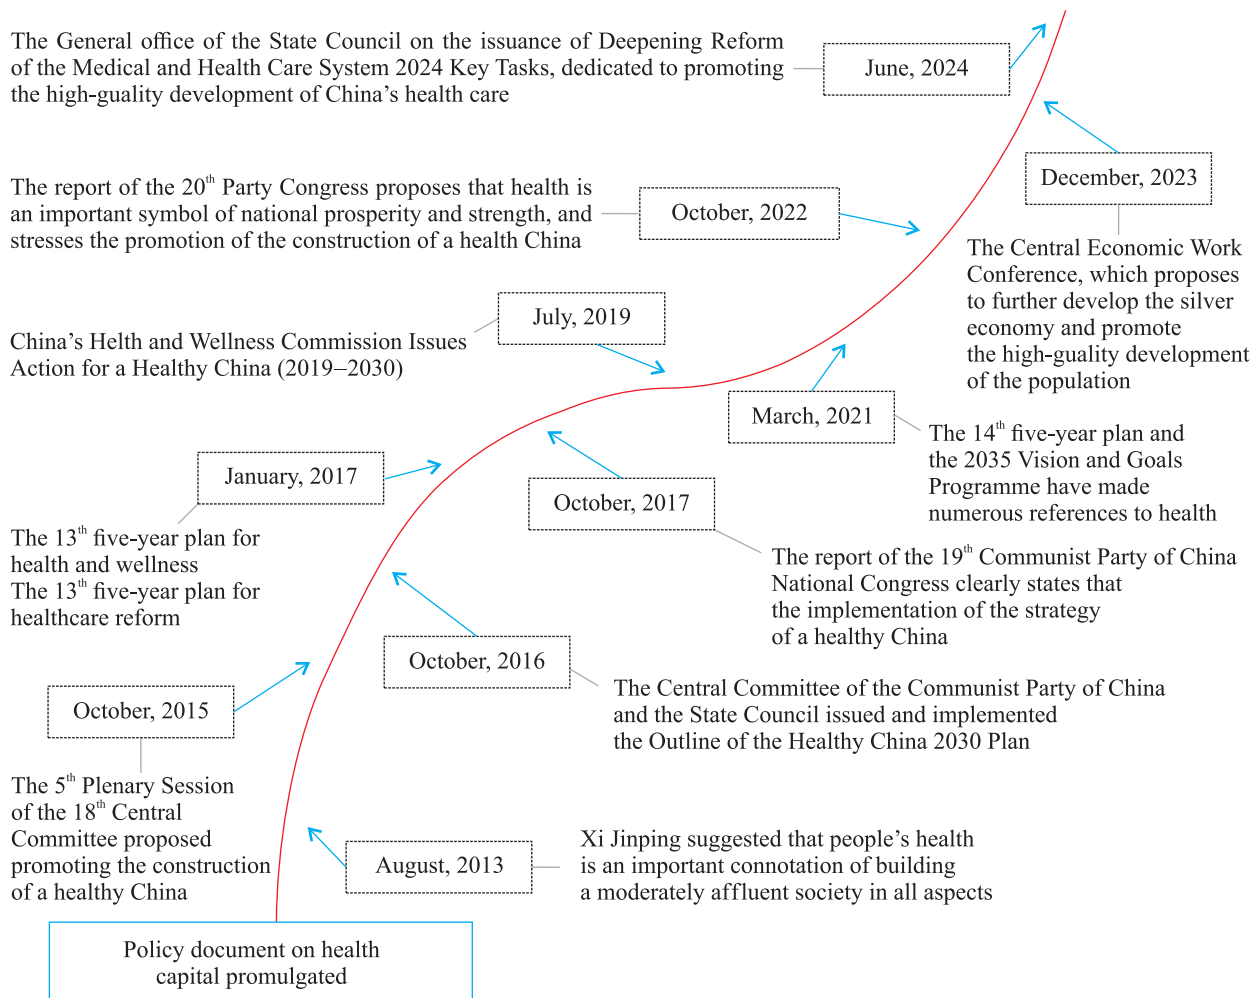 The General office of the State Council on the issuance of Deepening Reform
of the Medical and Health Care System 2024 Key Tasks, dedicated to promoting
the high-guality development of China's health care
June, 2024
December, 2023
The Central Economic Work
Conference, which proposes
to further develop the silver
economy and promote
the high-guality development
of the population
The report of the 20th Party Congress proposes that health is
an important symbol of national prosperity and strength, and
stresses the promotion of the construction of a health China
October, 2022
July, 2019
China's Helth and Wellness Commission Issues
Action for a Healthy China (2019–2030)
March, 2021
The 14th five-year plan and
the 2035 Vision and Goals
Programme have made
numerous references to health
January, 2017
The 13th five-year plan for
health and wellness
The 13th five-year plan for
healthcare reform
October, 2017
The report of the 19th Communist Party of China
National Congress clearly states that
the implementation of the strategy
of a healthy China
October, 2016
The Central Committee of the Communist Party of China
and the State Council issued and implemented
the Outline of the Healthy China 2030 Plan
October, 2015
The 5th Plenary Session
of the 18th Central
Committee proposed
promoting the construction
of a healthy China
August, 2013
Xi Jinping suggested that people's health
is an important connotation of building
a moderately affluent society in all aspects
Policy document on health
capital promulgated